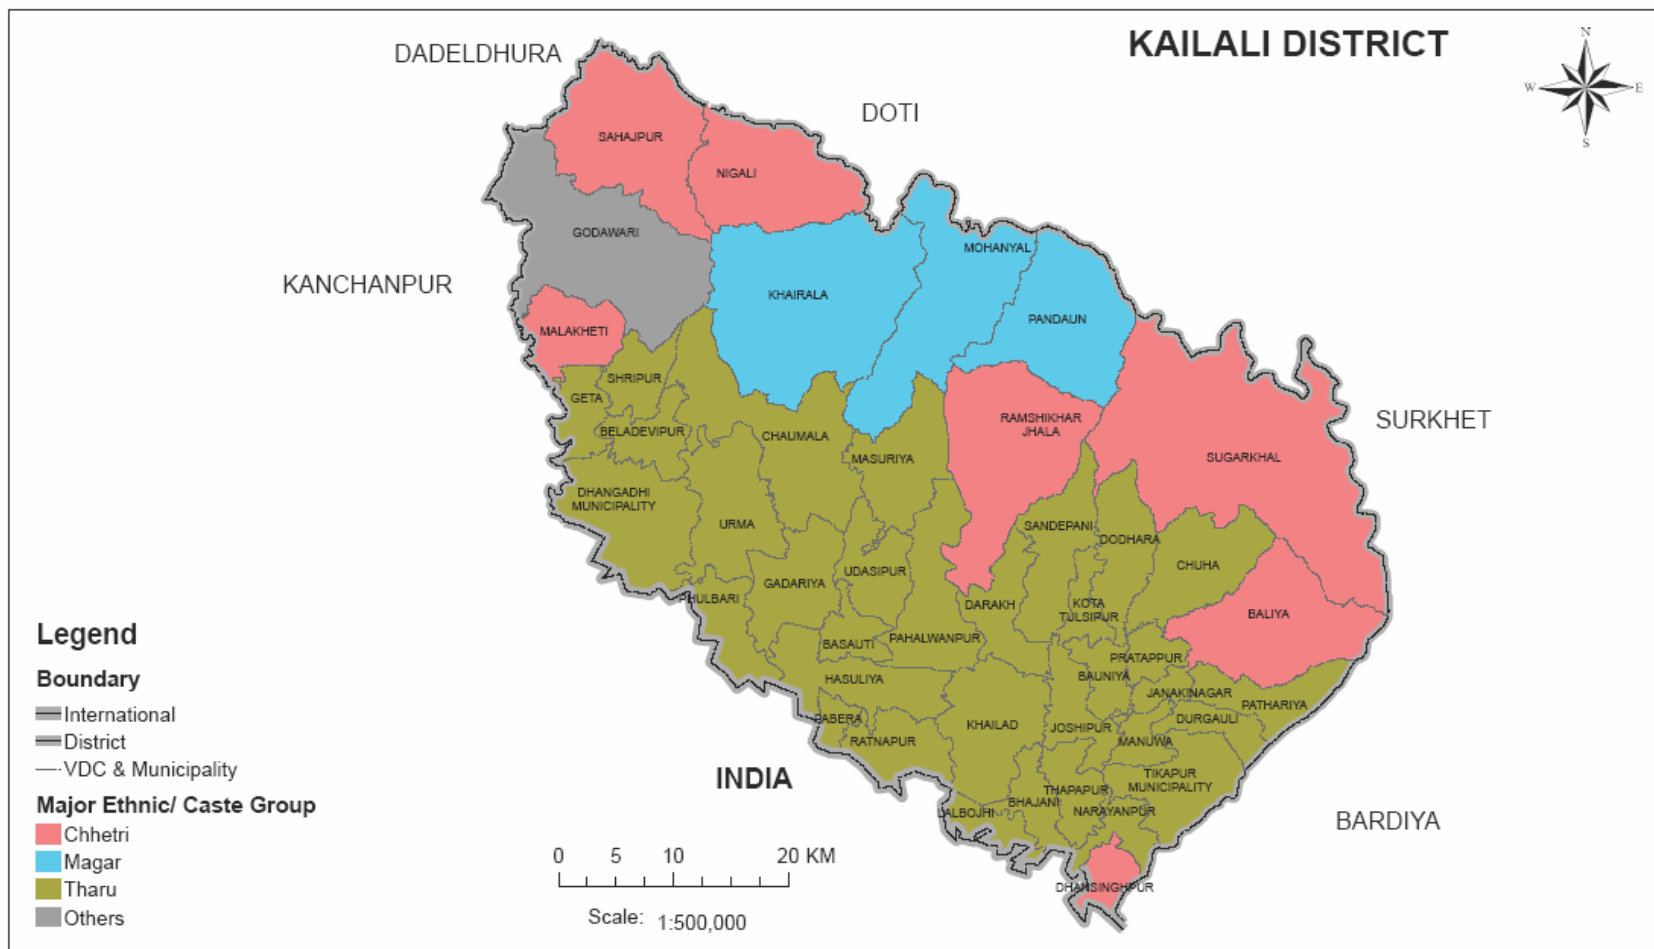 KAILALI DISTRICT
N
W
E
S
DADELDHURA
DOTI
KANCHANPUR
SURKHET
BARDIYA
INDIA
SAHAJPUR
NIGALI
GODAWARI
MOHANYAL
KHAIRALA
PANDAUN
MALAKHETI
SHRIPUR
GETA
BELADEVIPUR
CHAUMALA
MASURIYA
RAMSHIKHAR
JHALA
SUGARKHAL
DHANGADHI
MUNICIPALITY
URMA
SANDEPANI
DODHARA
CHUHA
GADARIYA
UDASIPUR
PHULBARI
DARAKH
KOTA
TULSIPUR
BALIYA
BASAUTI
PAHALWANPUR
PRATAPPUR
HASULIYA
BAUNIYA
JANAKINAGAR
PATHARIYA
PABERA
RATNAPUR
KHAILAD
JOSHIPUR
DURGAULI
MANUWA
TIKAPUR
MUNICIPALITY
THAPAPUR
BHAJANI
NARAYANPUR
LALBOJHI
DHANSINGHPUR
Legend
Boundary
International
District
VDC & Municipality
Major Ethnic/ Caste Group
Chhetri
Magar
Tharu
Others
0 5 10 20 KM
Scale: 1:500,000